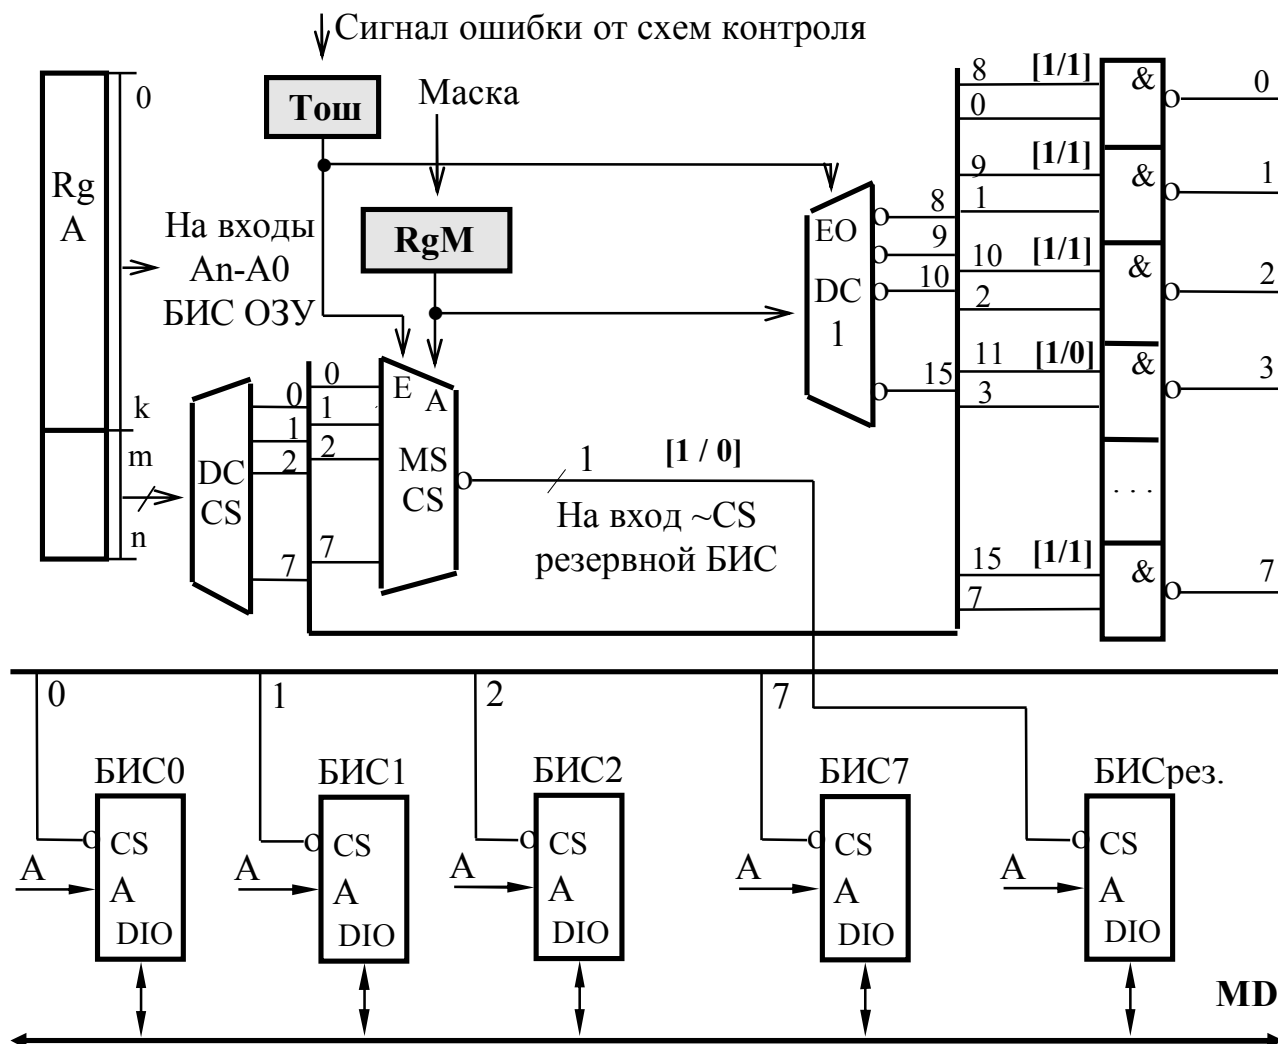 Сигнал ошибки от схем контроля
Rg
A
0
k
m
n
Тош
Маска
RgM
На входы
An-A0
БИС ОЗУ
DC
CS
0
1
2
7
0
1
2
7
E
A
MS
CS
1
[1 / 0]
На вход ~CS
резервной БИС
EO
DC
1
8
9
10
15
8
[1/1]
0
&
0
9
[1/1]
1
&
1
10
[1/1]
2
&
2
11
[1/0]
3
&
3
. . .
15
[1/1]
7
&
7
0
1
2
7
БИС0
БИС1
БИС2
БИС7
БИСрез.
A
CS
A
DIO
A
CS
A
DIO
A
CS
A
DIO
A
CS
A
DIO
A
CS
A
DIO
MD